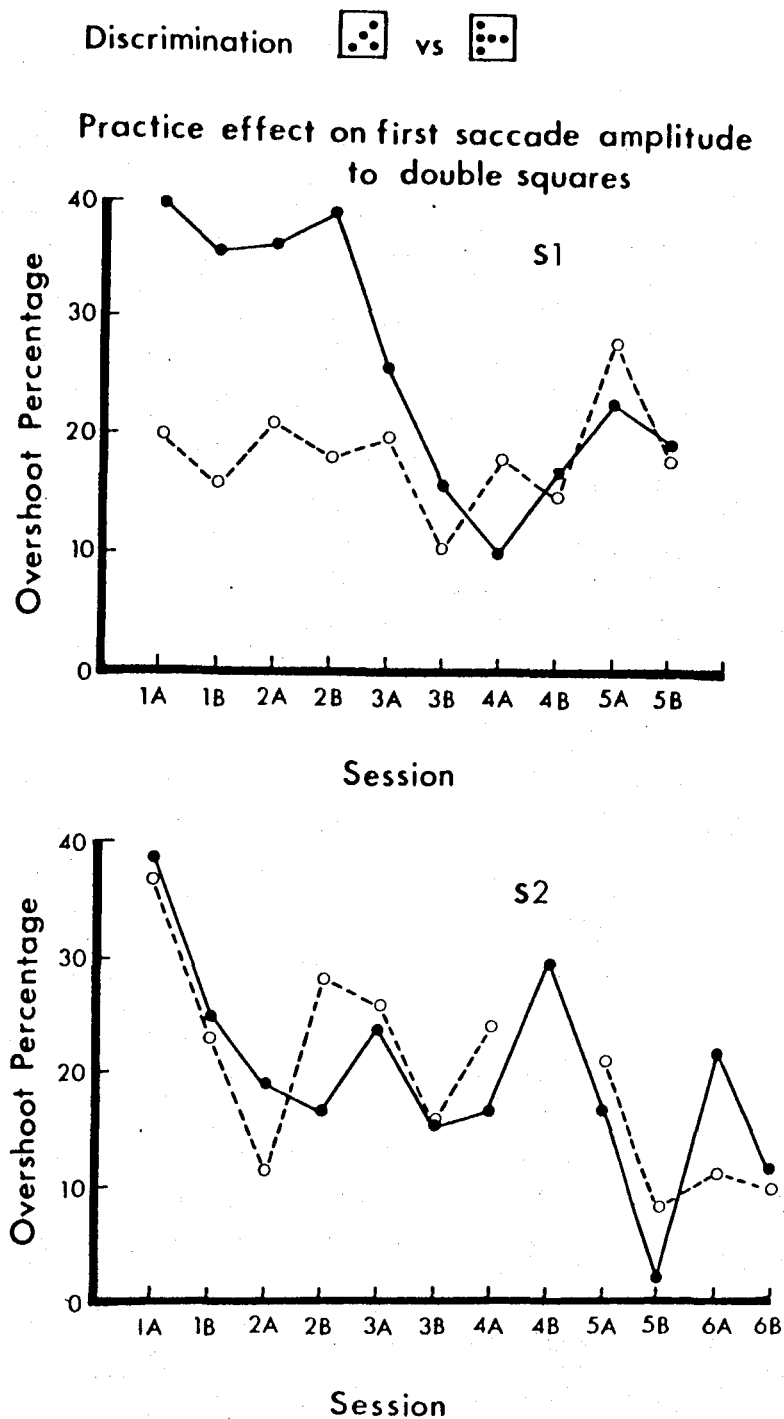 Discrimination vs
Practice effect on first saccade amplitude
to double squares
40
30
20
10
0
Overshoot Percentage
S1
1A 1B 2A 2B 3A 3B 4A 4B 5A 5B
Session
40
30
20
10
0
Overshoot Percentage
S2
1A 1B 2A 2B 3A 3B 4A 4B 5A 5B 6A 6B
Session